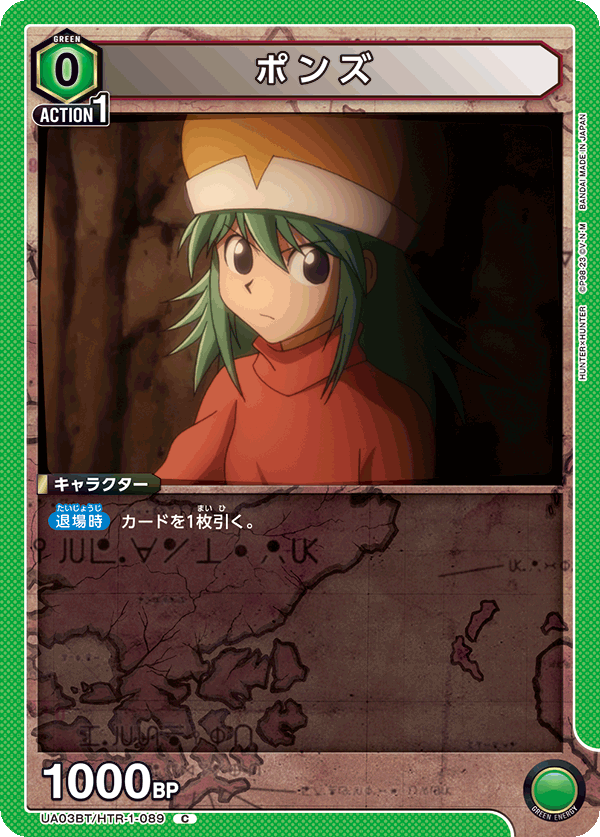 GREEN
0
ACTION 1
ポンズ
HUNTER×HUNTER ©P98-23 ©V・N・M BANDAI MADE IN JAPAN
キャラクター
たいじょうじ まい ひ
退場時 カードを1枚引く。
1000BP
GREEN ENERGY
UA03BT/HTR-1-089 C